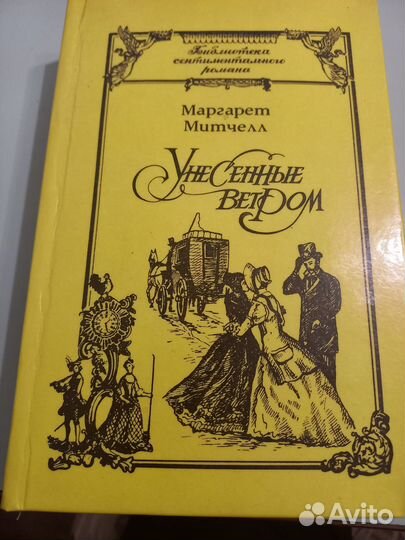 Библиотека
сентиментального
романа
Маргарет
Митчелл
Унесенные
ветром
Avito